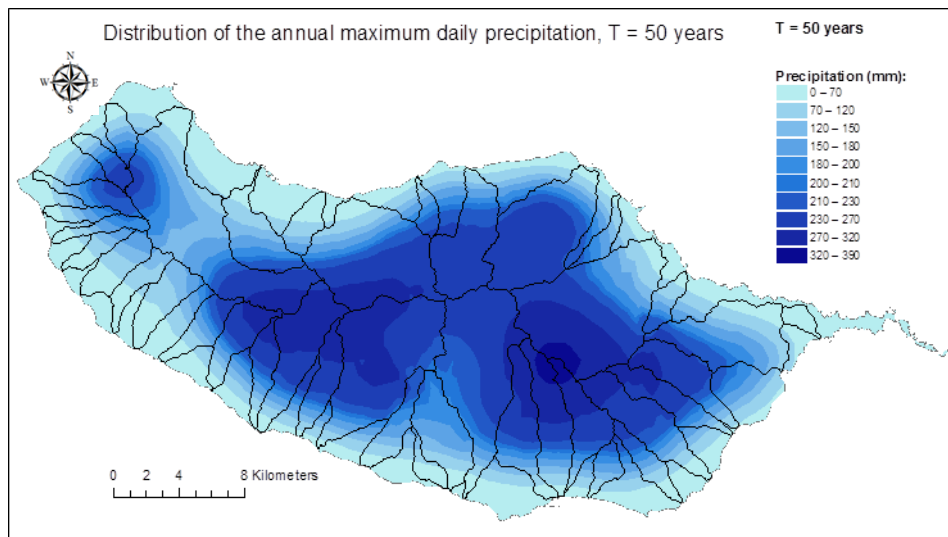 Distribution of the annual maximum daily precipitation, T = 50 years
T = 50 years
N
W E
S
Precipitation (mm):
0 – 70
70 – 120
120 – 150
150 – 180
180 – 200
200 – 210
210 – 230
230 – 270
270 – 320
320 – 390
0 2 4 8 Kilometers